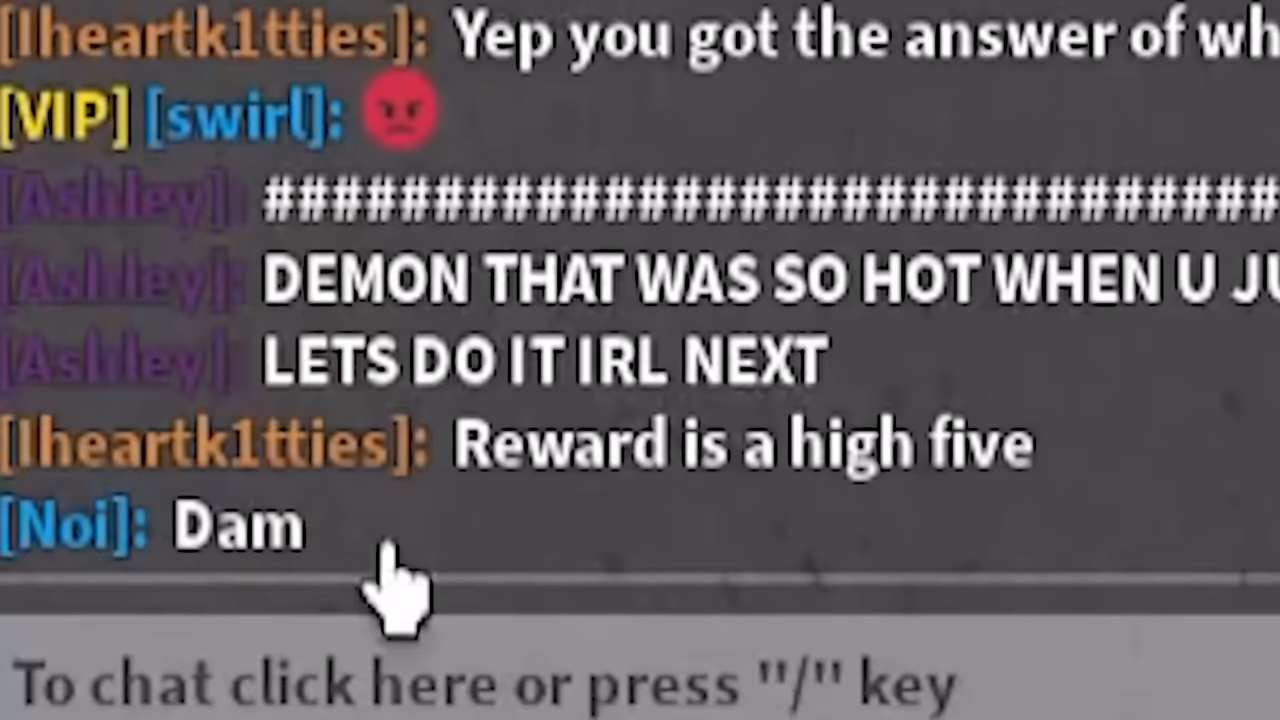 [Iheartk1tties]: Yep you got the answer of wh
[VIP] [swirl]: 😡
[Ashley]: ##############################
[Ashley]: DEMON THAT WAS SO HOT WHEN U JU
[Ashley]: LETS DO IT IRL NEXT
[Iheartk1tties]: Reward is a high five
[Noi]: Dam
To chat click here or press "/" key